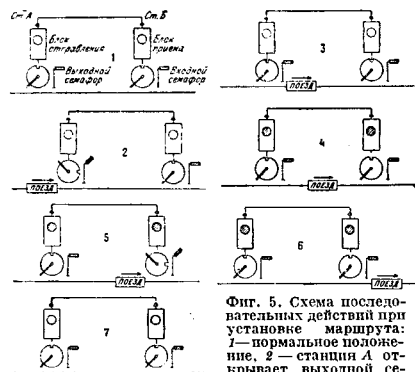 Ст. А
Ст. Б
Блок
отправления
Блок
приема
1
Выходной
семафор
Входной
семафор
3
ПОЕЗД
2
ПОЕЗД
4
ПОЕЗД
5
ПОЕЗД
6
7
Фиг. 5. Схема последо-
вательных действий при
установке маршрута:
1—нормальное положе-
ние, 2 — станция А от-
крывает выходной се-